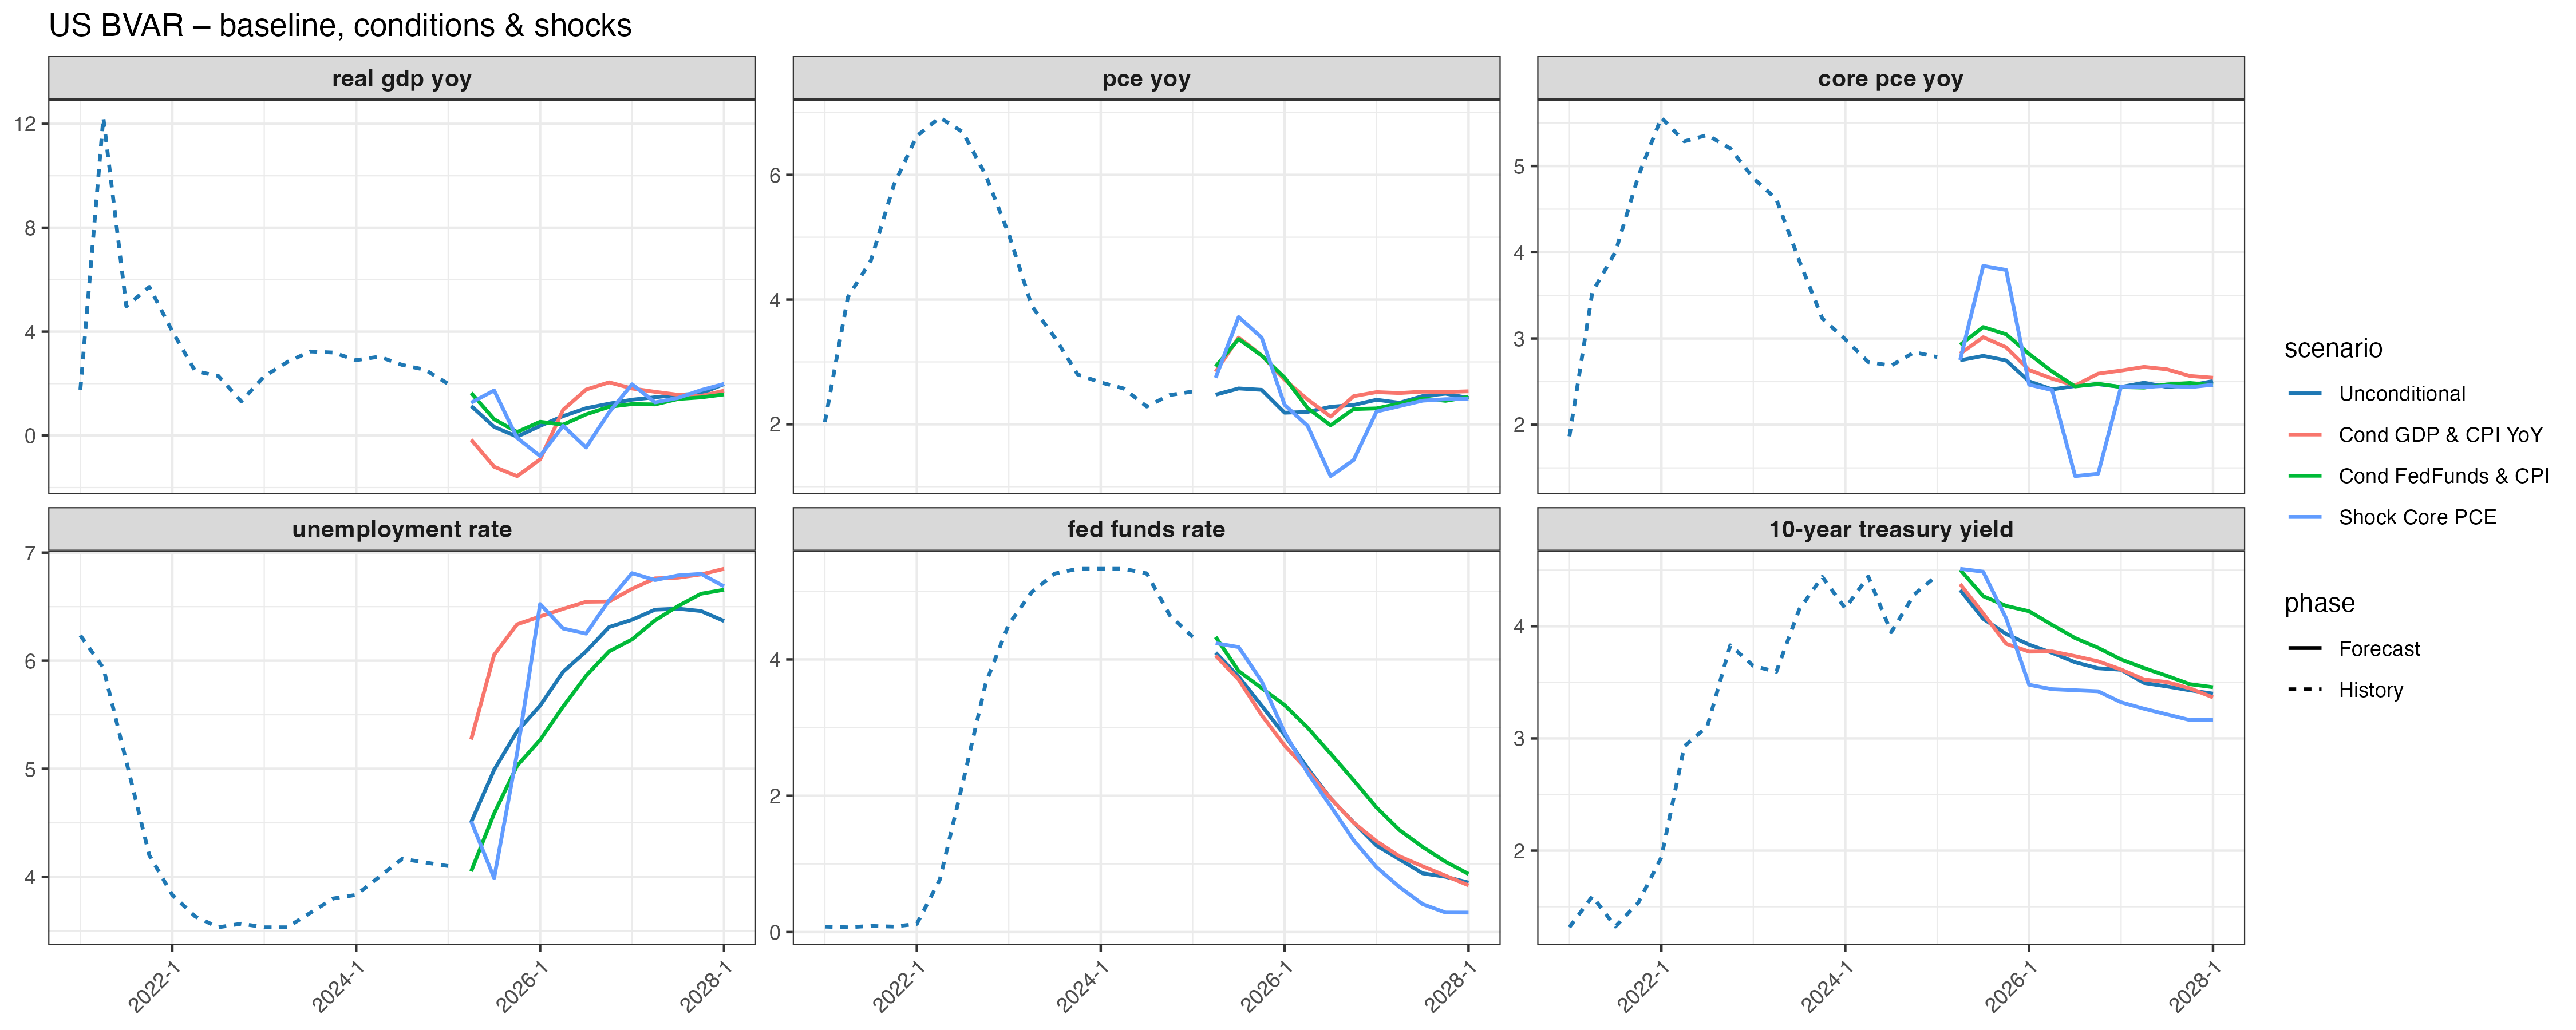 US BVAR – baseline, conditions & shocks
real gdp yoy
pce yoy
core pce yoy
12
8
4
0
6
4
2
5
4
3
2
unemployment rate
fed funds rate
10-year treasury yield
7
6
5
4
4
2
0
4
3
2
2022-1
2024-1
2026-1
2028-1
2022-1
2024-1
2026-1
2028-1
2022-1
2024-1
2026-1
2028-1
scenario
Unconditional
Cond GDP & CPI YoY
Cond FedFunds & CPI
Shock Core PCE
phase
Forecast
History